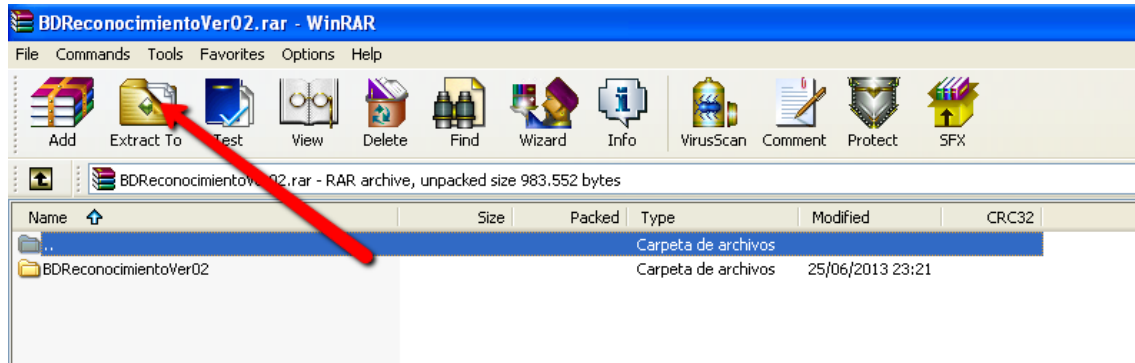 BDReconocimientoVer02.rar - WinRAR
File Commands Tools Favorites Options Help
Add Extract To Test View Delete Find Wizard Info VirusScan Comment Protect SFX
BDReconocimientoVer02.rar - RAR archive, unpacked size 983.552 bytes
Name Size Packed Type Modified CRC32
.. Carpeta de archivos
BDReconocimientoVer02 Carpeta de archivos 25/06/2013 23:21